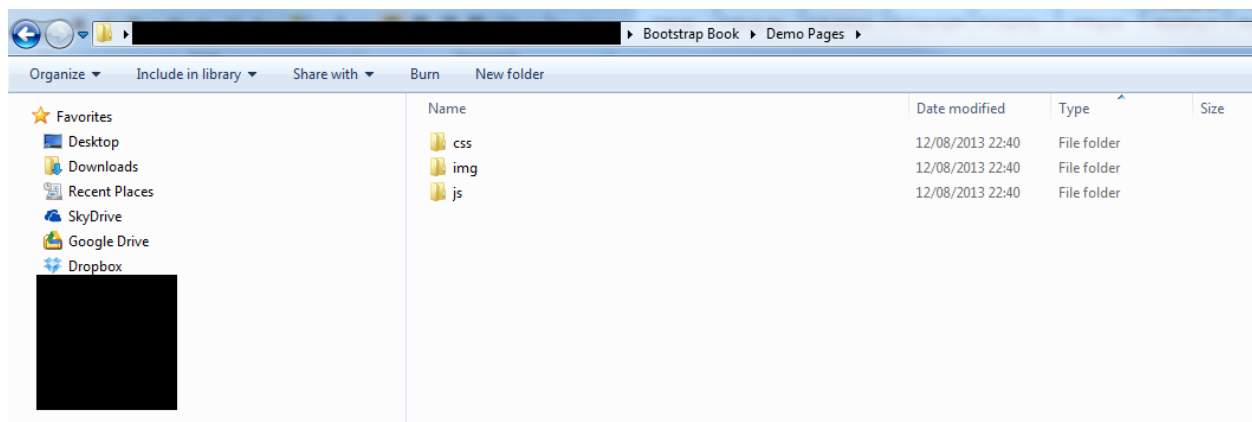 Bootstrap Book Demo Pages
Organize Include in library Share with Burn New folder
Favorites
Desktop
Downloads
Recent Places
SkyDrive
Google Drive
Dropbox
Name Date modified Type Size
css 12/08/2013 22:40 File folder
img 12/08/2013 22:40 File folder
js 12/08/2013 22:40 File folder